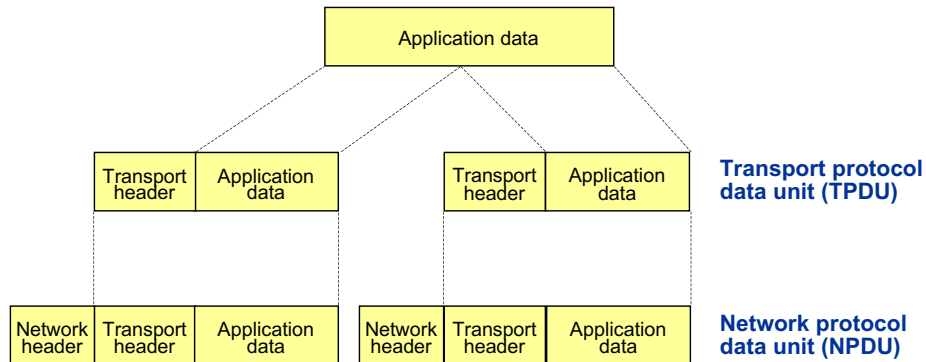 Application data
Transport header
Application data
Transport header
Application data
Transport protocol
data unit (TPDU)
Network header
Transport header
Application data
Network header
Transport header
Application data
Network protocol
data unit (NPDU)